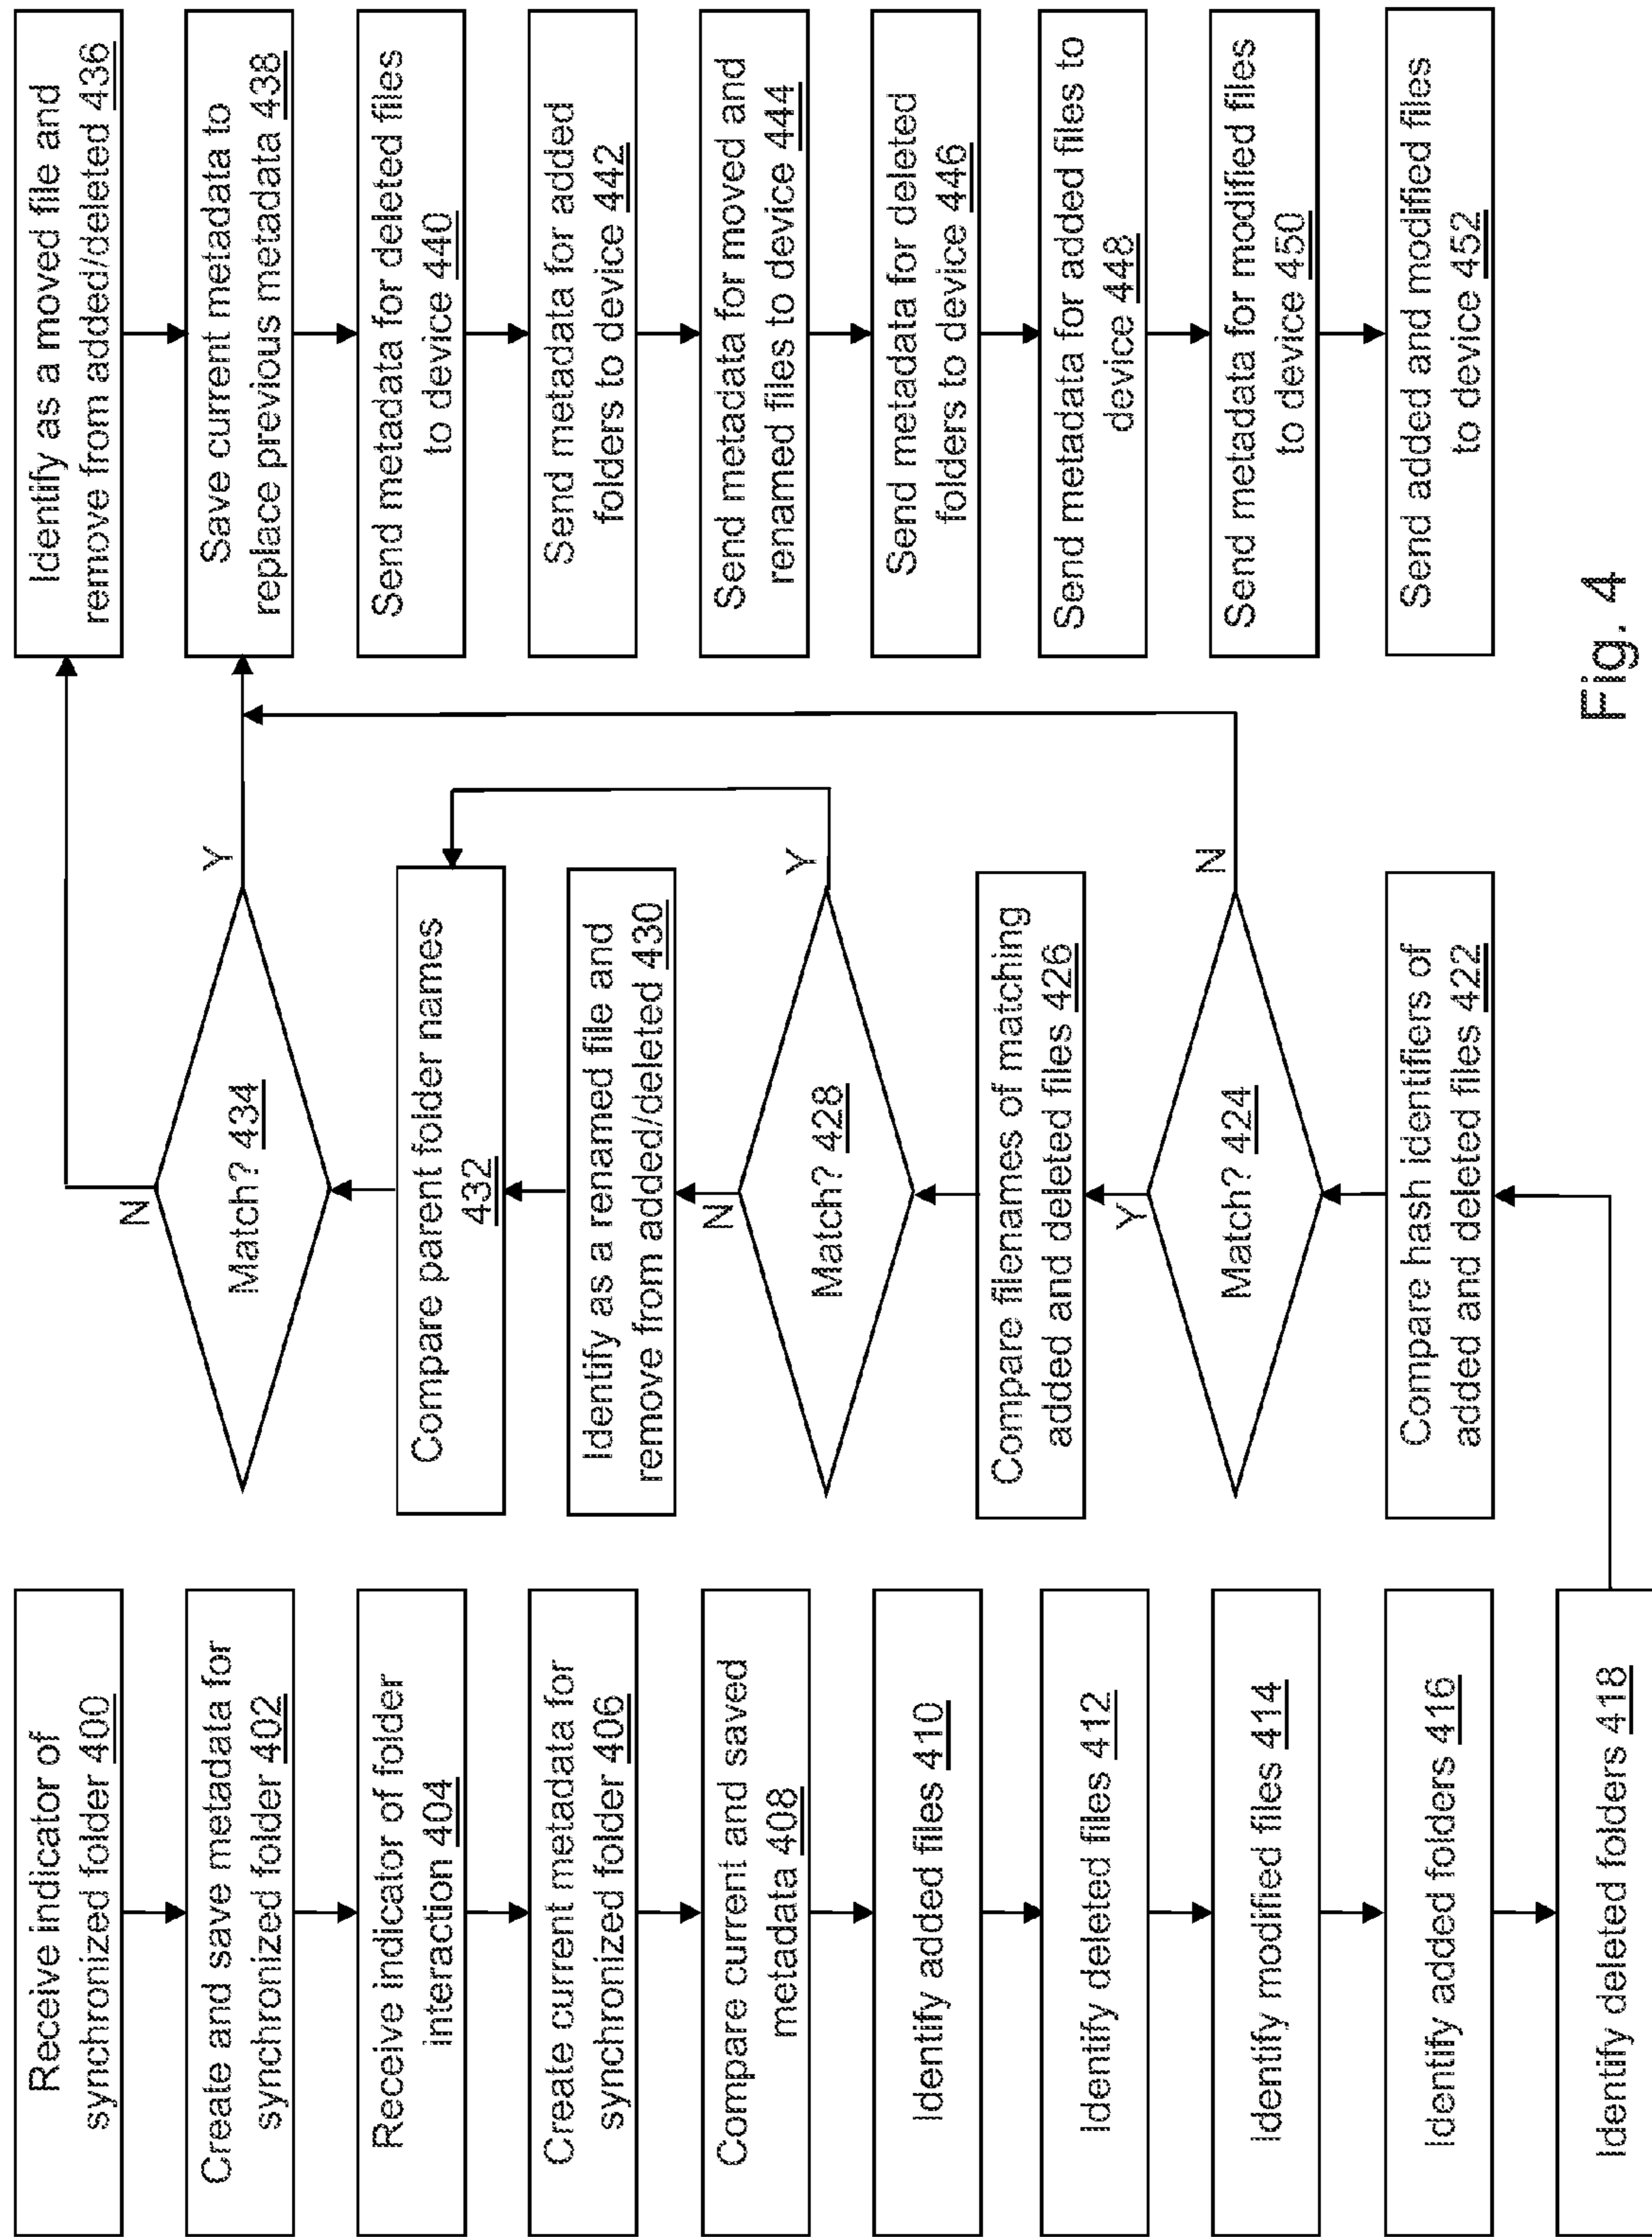 Receive indicator of
synchronized folder 400
Create and save metadata for
synchronized folder 402
Receive indicator of folder
interaction 404
Create current metadata for
synchronized folder 406
Compare current and saved
metadata 408
Identify added files 410
Identify deleted files 412
Identify modified files 414
Identify added folders 416
Identify deleted folders 418
Compare hash identifiers of
added and deleted files 422
Match? 424
Y
N
Compare filenames of matching
added and deleted files 426
Match? 428
N
Y
Identify as a renamed file and
remove from added/deleted 430
Compare parent folder names
432
Match? 434
N
Y
Identify as a moved file and
remove from added/deleted 436
Save current metadata to
replace previous metadata 438
Send metadata for deleted files
to device 440
Send metadata for added
folders to device 442
Send metadata for moved and
renamed files to device 444
Send metadata for deleted
folders to device 446
Send metadata for added files to
device 448
Send metadata for modified files
to device 450
Send added and modified files
to device 452
Fig. 4